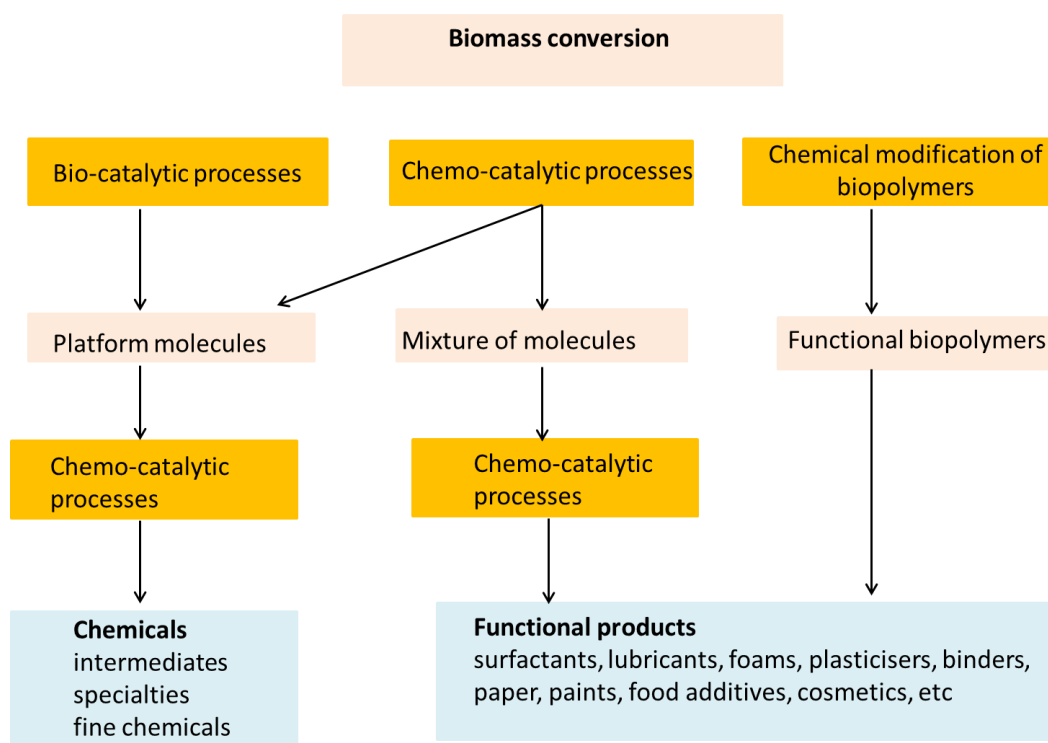 Biomass conversion
Bio-catalytic processes
Chemo-catalytic processes
Chemical modification of
biopolymers
Platform molecules
Mixture of molecules
Functional biopolymers
Chemo-catalytic
processes
Chemo-catalytic
processes
Chemicals
intermediates
specialties
fine chemicals
Functional products
surfactants, lubricants, foams, plasticisers, binders,
paper, paints, food additives, cosmetics, etc